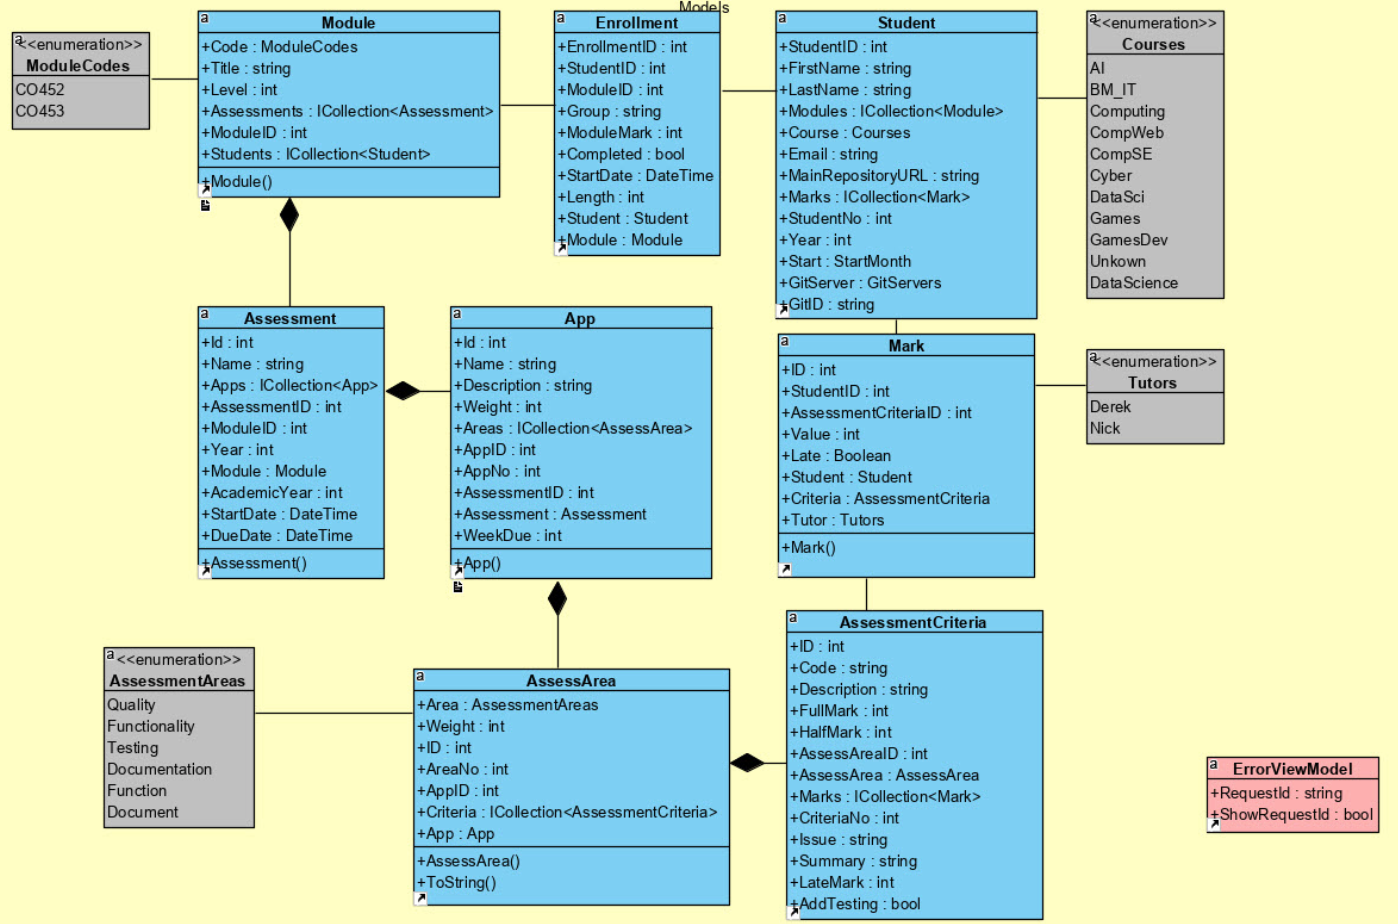 Models
a
<<enumeration>>
ModuleCodes
CO452
CO453
a
Module
+Code : ModuleCodes
+Title : string
+Level : int
+Assessments : ICollection<Assessment>
+ModuleID : int
+Students : ICollection<Student>
+Module()
a
Enrollment
+EnrollmentID : int
+StudentID : int
+ModuleID : int
+Group : string
+ModuleMark : int
+Completed : bool
+StartDate : DateTime
+Length : int
+Student : Student
+Module : Module
a
Student
+StudentID : int
+FirstName : string
+LastName : string
+Modules : ICollection<Module>
+Course : Courses
+Email : string
+MainRepositoryURL : string
+Marks : ICollection<Mark>
+StudentNo : int
+Year : int
+Start : StartMonth
+GitServer : GitServers
+GitID : string
a
<<enumeration>>
Courses
AI
BM_IT
Computing
CompWeb
CompSE
Cyber
DataSci
Games
GamesDev
Unkown
DataScience
a
Assessment
+Id : int
+Name : string
+Apps : ICollection<App>
+AssessmentID : int
+ModuleID : int
+Year : int
+Module : Module
+AcademicYear : int
+StartDate : DateTime
+DueDate : DateTime
+Assessment()
a
App
+Id : int
+Name : string
+Description : string
+Weight : int
+Areas : ICollection<AssessArea>
+AppID : int
+AppNo : int
+AssessmentID : int
+Assessment : Assessment
+WeekDue : int
+App()
a
Mark
+ID : int
+StudentID : int
+AssessmentCriteriaID : int
+Value : int
+Late : Boolean
+Student : Student
+Criteria : AssessmentCriteria
+Tutor : Tutors
+Mark()
a
<<enumeration>>
Tutors
Derek
Nick
a
<<enumeration>>
AssessmentAreas
Quality
Functionality
Testing
Documentation
Function
Document
a
AssessArea
+Area : AssessmentAreas
+Weight : int
+ID : int
+AreaNo : int
+AppID : int
+Criteria : ICollection<AssessmentCriteria>
+App : App
+AssessArea()
+ToString()
a
AssessmentCriteria
+ID : int
+Code : string
+Description : string
+FullMark : int
+HalfMark : int
+AssessAreaID : int
+AssessArea : AssessArea
+Marks : ICollection<Mark>
+CriteriaNo : int
+Issue : string
+Summary : string
+LateMark : int
+AddTesting : bool
a
ErrorViewModel
+RequestId : string
+ShowRequestId : bool